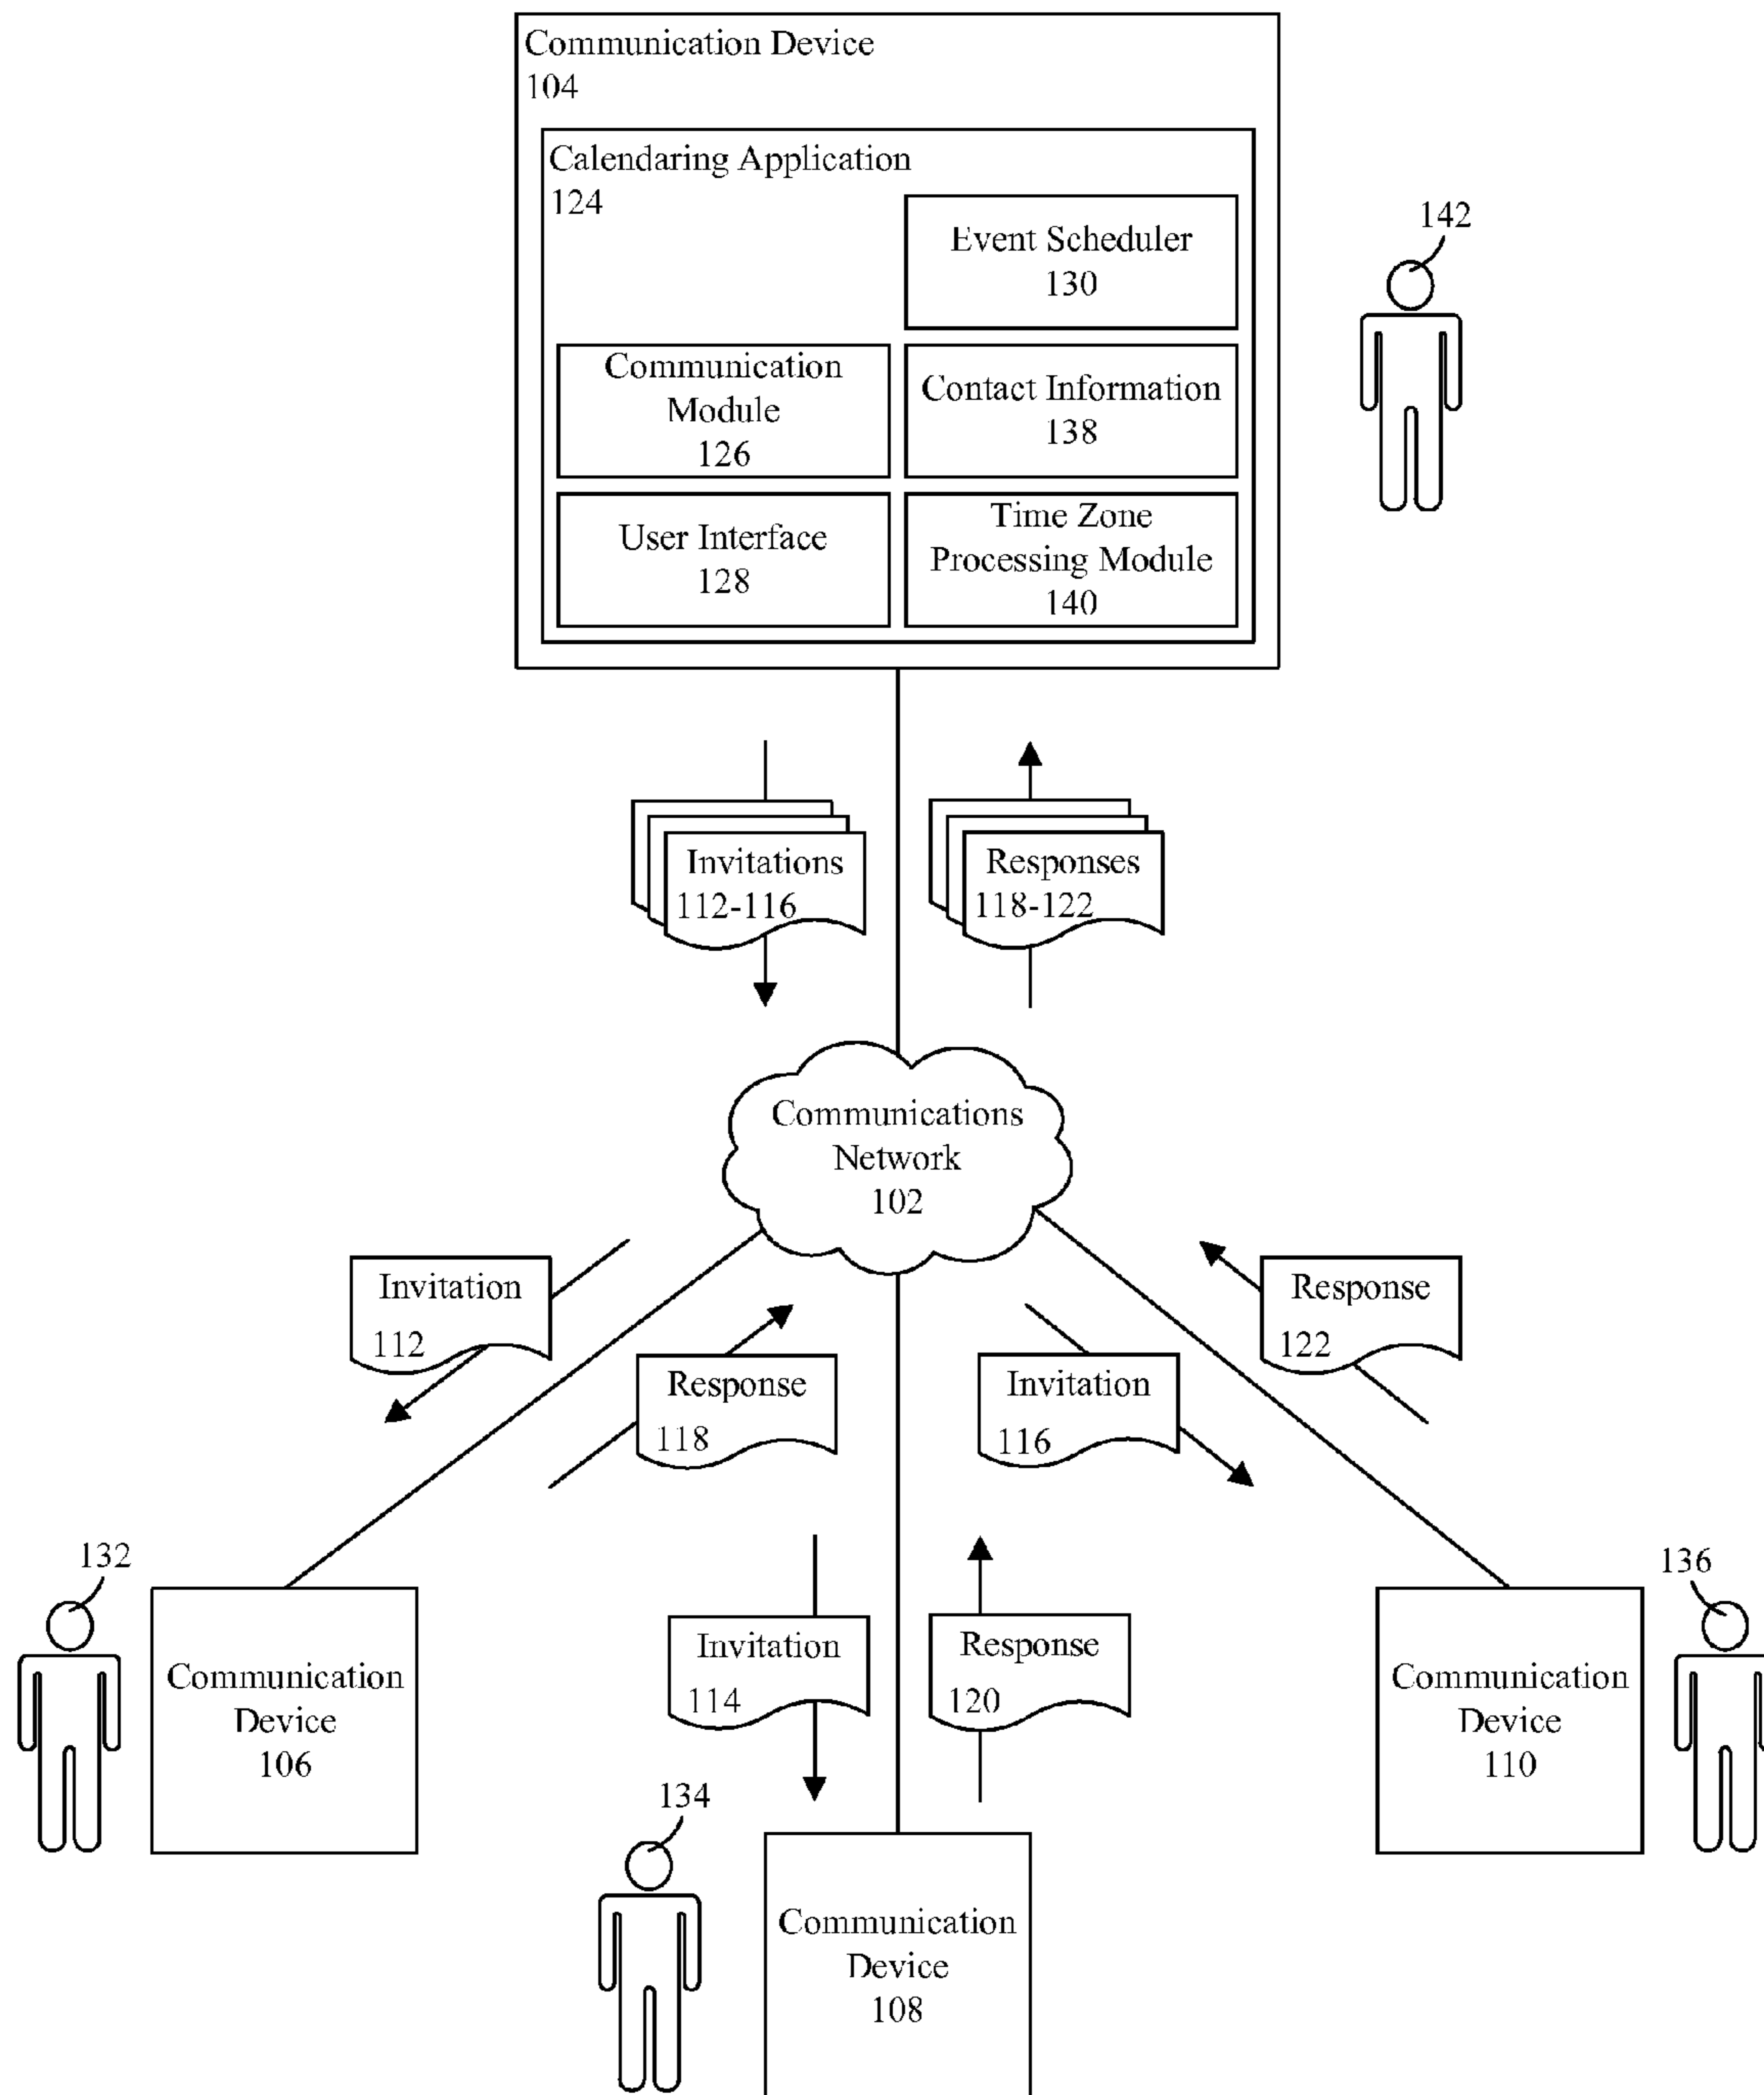 Communication Device
104
Calendaring Application
124
Event Scheduler
130
142
Communication
Module
126
Contact Information
138
User Interface
128
Time Zone
Processing Module
140
Invitations
112-116
Responses
118-122
Communications
Network
102
Invitation
112
Response
118
Invitation
116
Response
122
132
Communication
Device
106
Invitation
114
Response
120
136
Communication
Device
110
134
Communication
Device
108